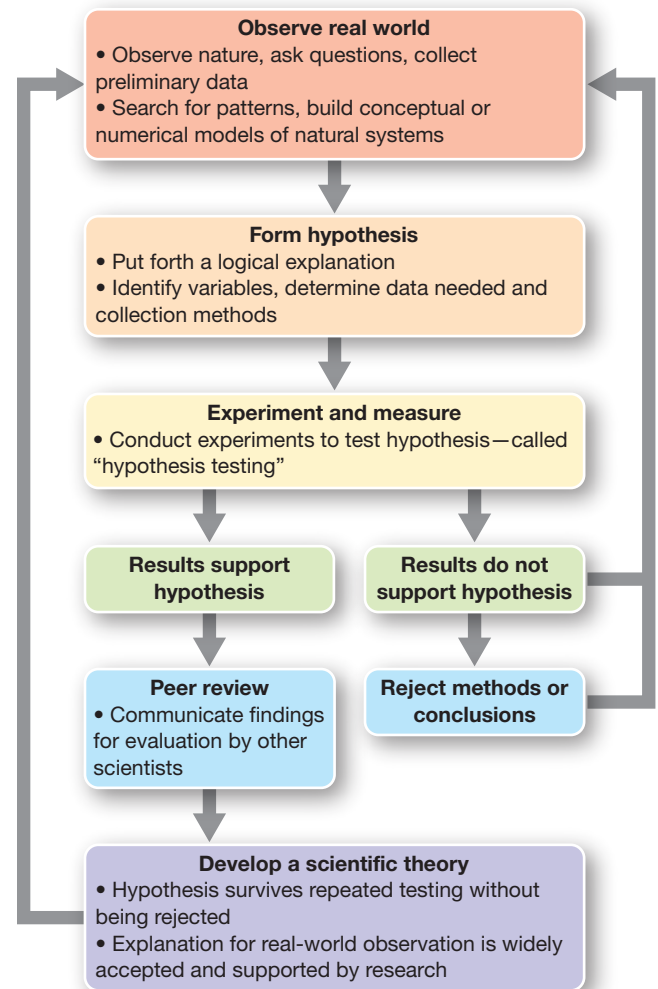 Observe real world
• Observe nature, ask questions, collect
preliminary data
• Search for patterns, build conceptual or
numerical models of natural systems
Form hypothesis
• Put forth a logical explanation
• Identify variables, determine data needed and
collection methods
Experiment and measure
• Conduct experiments to test hypothesis—called
“hypothesis testing”
Results support
hypothesis
Results do not
support hypothesis
Peer review
• Communicate findings
for evaluation by other
scientists
Reject methods or
conclusions
Develop a scientific theory
• Hypothesis survives repeated testing without
being rejected
• Explanation for real-world observation is widely
accepted and supported by research